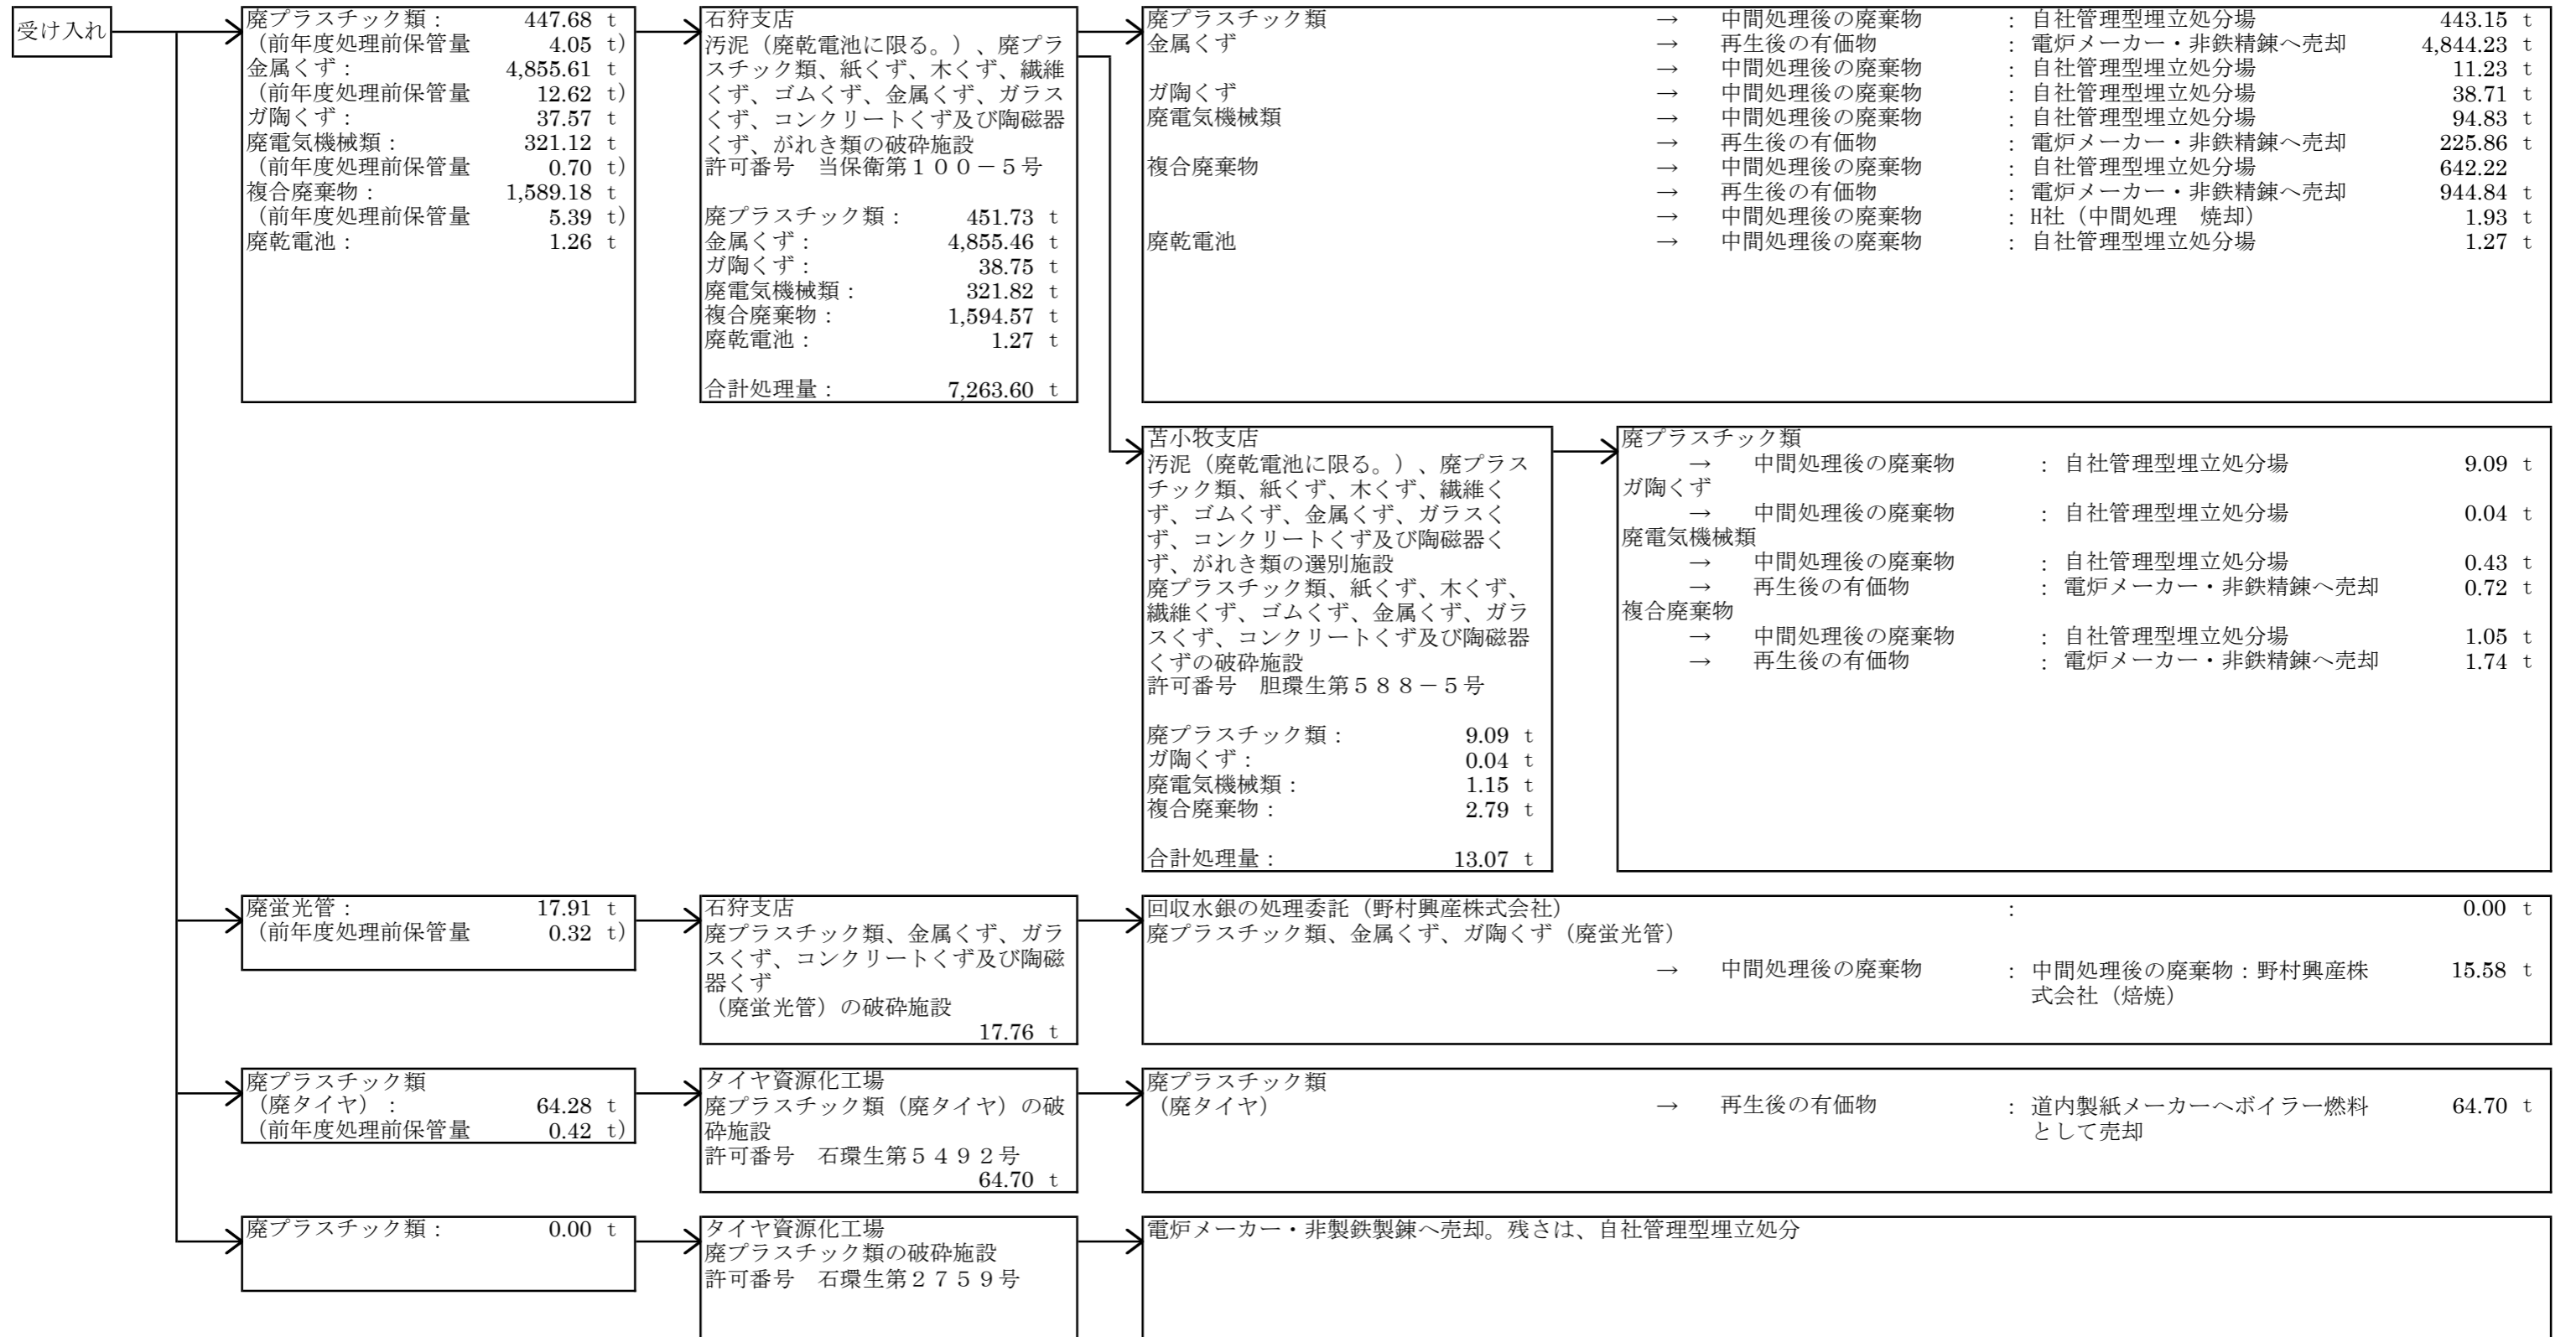 受け入れ
廃プラスチック類： 447.68 t
（前年度処理前保管量 4.05 t）
金属くず： 4,855.61 t
（前年度処理前保管量 12.62 t）
ガ陶くず： 37.57 t
廃電気機械類： 321.12 t
（前年度処理前保管量 0.70 t）
複合廃棄物： 1,589.18 t
（前年度処理前保管量 5.39 t）
廃乾電池： 1.26 t
石狩支店
汚泥（廃乾電池に限る。）、廃プラ
スチック類、紙くず、木くず、繊維
くず、ゴムくず、金属くず、ガラス
くず、コンクリートくず及び陶磁器
くず、がれき類の破砕施設
許可番号　当保衛第１００－５号
廃プラスチック類： 451.73 t
金属くず： 4,855.46 t
ガ陶くず： 38.75 t
廃電気機械類： 321.82 t
複合廃棄物： 1,594.57 t
廃乾電池： 1.27 t
合計処理量： 7,263.60 t
廃プラスチック類 → 中間処理後の廃棄物 ：自社管理型埋立処分場 443.15 t
金属くず → 再生後の有価物 ：電炉メーカー・非鉄精錬へ売却 4,844.23 t
→ 中間処理後の廃棄物 ：自社管理型埋立処分場 11.23 t
ガ陶くず → 中間処理後の廃棄物 ：自社管理型埋立処分場 38.71 t
廃電気機械類 → 中間処理後の廃棄物 ：自社管理型埋立処分場 94.83 t
→ 再生後の有価物 ：電炉メーカー・非鉄精錬へ売却 225.86 t
複合廃棄物 → 中間処理後の廃棄物 ：自社管理型埋立処分場 642.22
→ 再生後の有価物 ：電炉メーカー・非鉄精錬へ売却 944.84 t
→ 中間処理後の廃棄物 ：H社（中間処理　焼却） 1.93 t
廃乾電池 → 中間処理後の廃棄物 ：自社管理型埋立処分場 1.27 t
苫小牧支店
汚泥（廃乾電池に限る。）、廃プラス
チック類、紙くず、木くず、繊維く
ず、ゴムくず、金属くず、ガラスく
ず、コンクリートくず及び陶磁器く
ず、がれき類の選別施設
廃プラスチック類、紙くず、木くず、
繊維くず、ゴムくず、金属くず、ガラ
スくず、コンクリートくず及び陶磁器
くずの破砕施設
許可番号　胆環生第５８８－５号
廃プラスチック類： 9.09 t
ガ陶くず： 0.04 t
廃電気機械類： 1.15 t
複合廃棄物： 2.79 t
合計処理量： 13.07 t
廃プラスチック類
→ 中間処理後の廃棄物 ：自社管理型埋立処分場 9.09 t
ガ陶くず
→ 中間処理後の廃棄物 ：自社管理型埋立処分場 0.04 t
廃電気機械類
→ 中間処理後の廃棄物 ：自社管理型埋立処分場 0.43 t
→ 再生後の有価物 ：電炉メーカー・非鉄精錬へ売却 0.72 t
複合廃棄物
→ 中間処理後の廃棄物 ：自社管理型埋立処分場 1.05 t
→ 再生後の有価物 ：電炉メーカー・非鉄精錬へ売却 1.74 t
廃蛍光管： 17.91 t
（前年度処理前保管量 0.32 t）
石狩支店
廃プラスチック類、金属くず、ガラ
スくず、コンクリートくず及び陶磁
器くず
（廃蛍光管）の破砕施設
17.76 t
回収水銀の処理委託（野村興産株式会社） ： 0.00 t
廃プラスチック類、金属くず、ガ陶くず（廃蛍光管）
→ 中間処理後の廃棄物 ：中間処理後の廃棄物：野村興産株 15.58 t
式会社（焙焼）
廃プラスチック類
（廃タイヤ）： 64.28 t
（前年度処理前保管量 0.42 t）
タイヤ資源化工場
廃プラスチック類（廃タイヤ）の破
砕施設
許可番号　石環生第５４９２号
64.70 t
廃プラスチック類
（廃タイヤ） → 再生後の有価物 ：道内製紙メーカーへボイラー燃料 64.70 t
として売却
廃プラスチック類： 0.00 t
タイヤ資源化工場
廃プラスチック類の破砕施設
許可番号　石環生第２７５９号
電炉メーカー・非製鉄製錬へ売却。残さは、自社管理型埋立処分